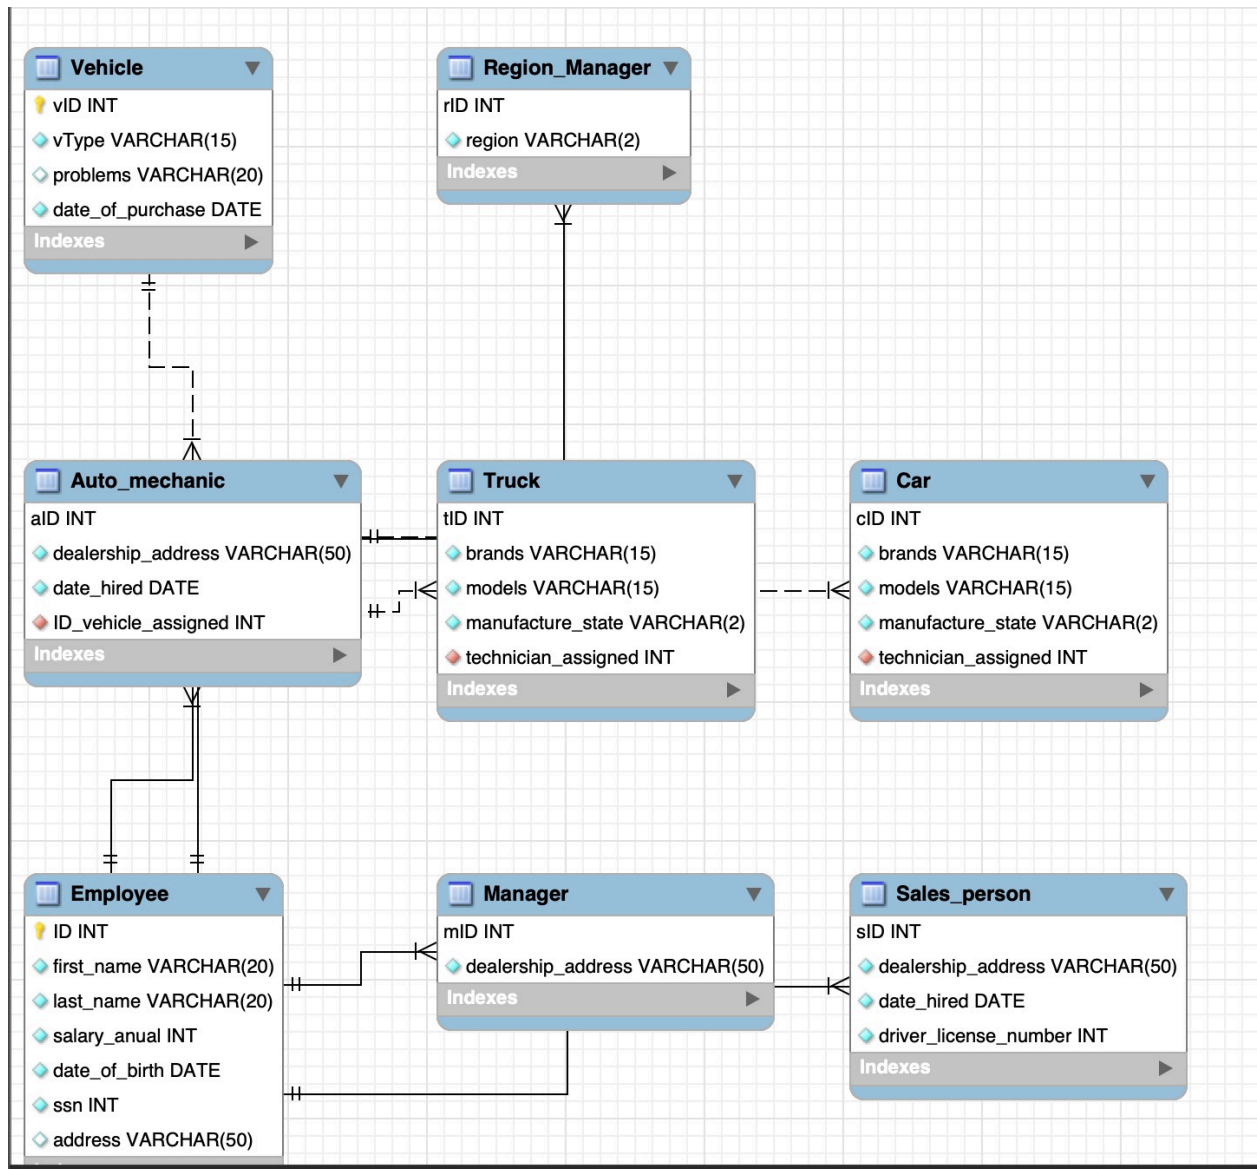 Vehicle
vID INT
vType VARCHAR(15)
problems VARCHAR(20)
date_of_purchase DATE
Indexes
Region_Manager
rID INT
region VARCHAR(2)
Indexes
Auto_mechanic
aID INT
dealership_address VARCHAR(50)
date_hired DATE
ID_vehicle_assigned INT
Indexes
Truck
tID INT
brands VARCHAR(15)
models VARCHAR(15)
manufacture_state VARCHAR(2)
technician_assigned INT
Indexes
Car
cID INT
brands VARCHAR(15)
models VARCHAR(15)
manufacture_state VARCHAR(2)
technician_assigned INT
Indexes
Employee
ID INT
first_name VARCHAR(20)
last_name VARCHAR(20)
salary_anual INT
date_of_birth DATE
ssn INT
address VARCHAR(50)
Manager
mID INT
dealership_address VARCHAR(50)
Indexes
Sales_person
sID INT
dealership_address VARCHAR(50)
date_hired DATE
driver_license_number INT
Indexes